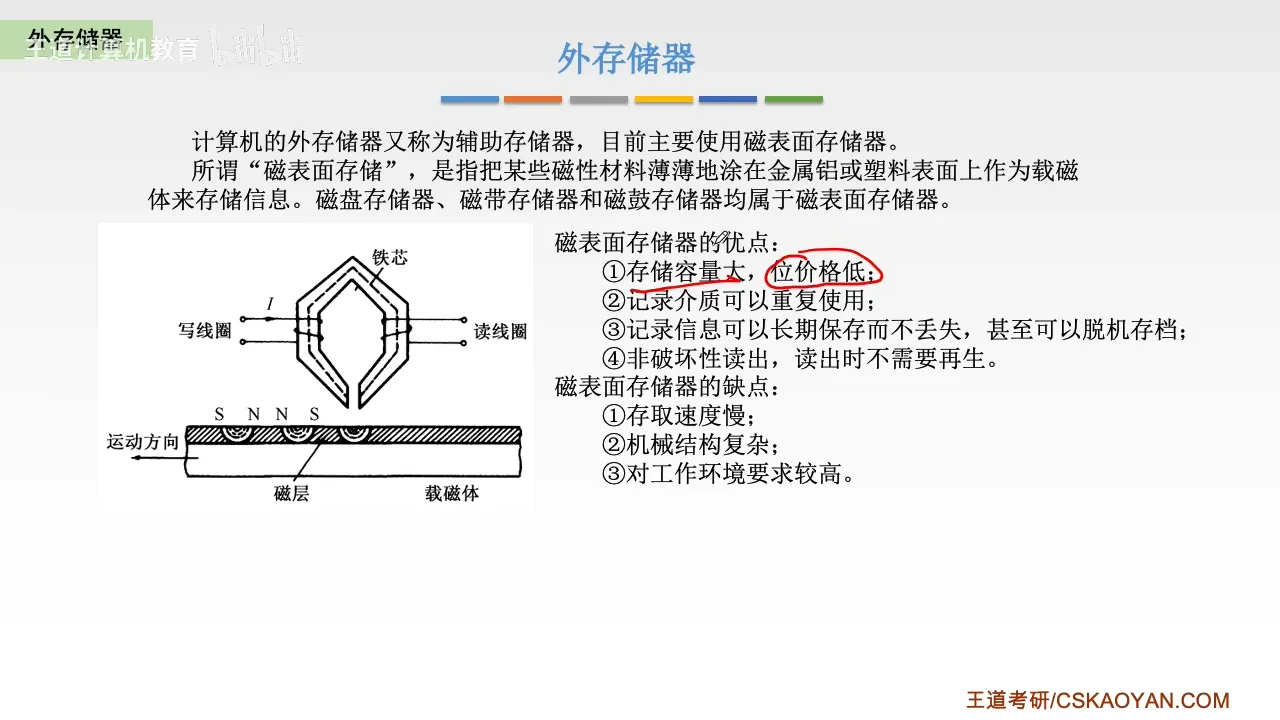 外存储器
王道计算机教育 bilibili
外存储器
计算机的外存储器又称为辅助存储器，目前主要使用磁表面存储器。
所谓“磁表面存储”，是指把某些磁性材料薄薄地涂在金属铝或塑料表面上作为载磁
体来存储信息。磁盘存储器、磁带存储器和磁鼓存储器均属于磁表面存储器。
铁芯
I
写线圈
读线圈
S N N S
运动方向
磁层
载磁体
磁表面存储器的优点：
①存储容量大，位价格低；
②记录介质可以重复使用；
③记录信息可以长期保存而不丢失，甚至可以脱机存档；
④非破坏性读出，读出时不需要再生。
磁表面存储器的缺点：
①存取速度慢；
②机械结构复杂；
③对工作环境要求较高。
王道考研/CSKAOYAN.COM